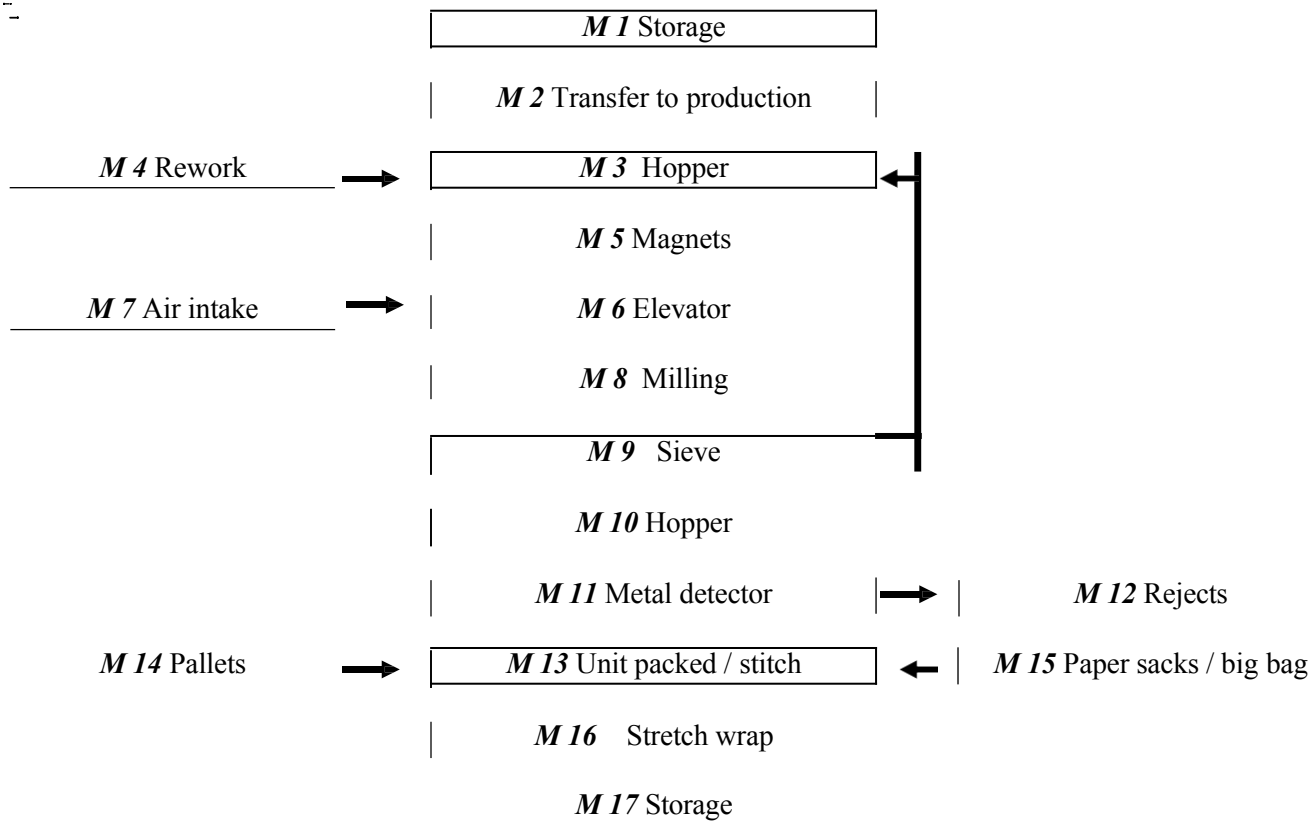 M 1 Storage
M 2 Transfer to production
M 4 Rework
M 3 Hopper
M 5 Magnets
M 7 Air intake
M 6 Elevator
M 8 Milling
M 9 Sieve
M 10 Hopper
M 11 Metal detector
M 12 Rejects
M 14 Pallets
M 13 Unit packed / stitch
M 15 Paper sacks / big bag
M 16 Stretch wrap
M 17 Storage